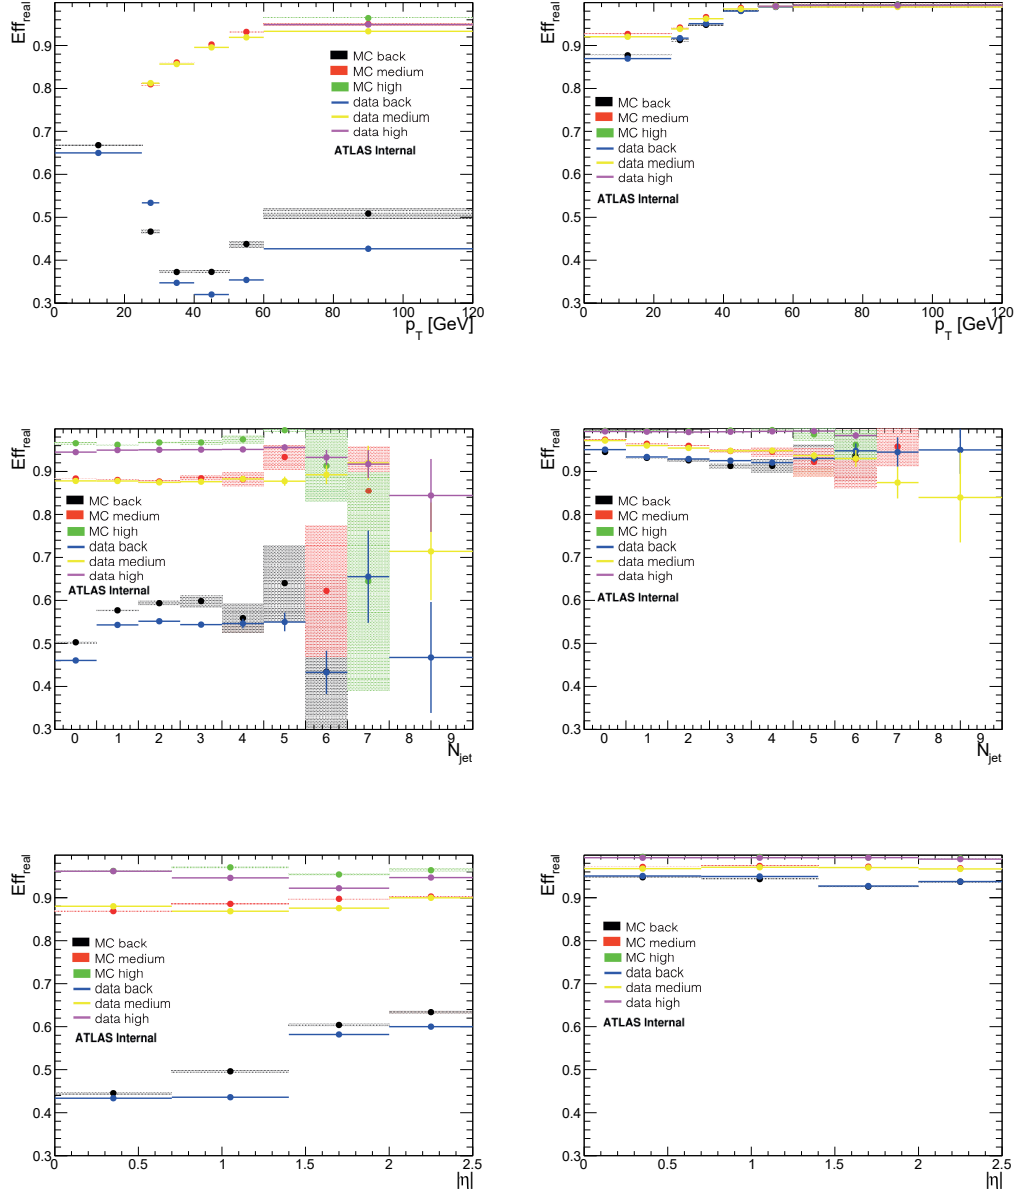 Eff_real
0.9
0.8
0.7
0.6
0.5
0.4
0.3
MC back
MC medium
MC high
data back
data medium
data high
ATLAS Internal
0 20 40 60 80 100 120
p_T [GeV]
Eff_real
0.9
0.8
0.7
0.6
0.5
0.4
0.3
MC back
MC medium
MC high
data back
data medium
data high
ATLAS Internal
0 20 40 60 80 100 120
p_T [GeV]
Eff_real
0.9
0.8
0.7
0.6
0.5
0.4
0.3
MC back
MC medium
MC high
data back
data medium
data high
ATLAS Internal
0 1 2 3 4 5 6 7 8 9
N_jet
Eff_real
0.9
0.8
0.7
0.6
0.5
0.4
0.3
MC back
MC medium
MC high
data back
data medium
data high
ATLAS Internal
0 1 2 3 4 5 6 7 8 9
N_jet
Eff_real
0.9
0.8
0.7
0.6
0.5
0.4
0.3
MC back
MC medium
MC high
data back
data medium
data high
ATLAS Internal
0 0.5 1 1.5 2 2.5
|η|
Eff_real
0.9
0.8
0.7
0.6
0.5
0.4
0.3
MC back
MC medium
MC high
data back
data medium
data high
ATLAS Internal
0 0.5 1 1.5 2 2.5
|η|